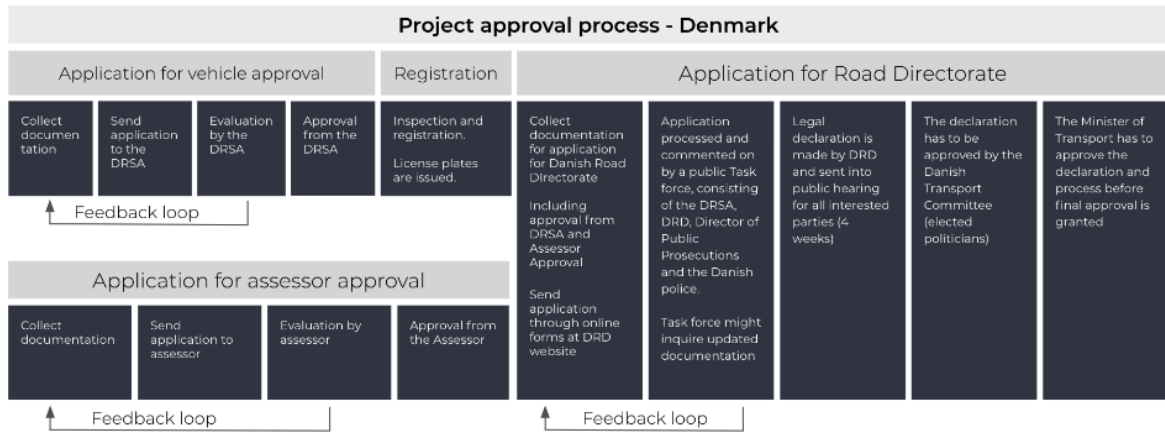 Project approval process - Denmark
Application for vehicle approval
Registration
Application for Road Directorate
Collect
documen
tation
Send
application
to the
DRSA
Evaluation
by the
DRSA
Approval
from the
DRSA
Inspection and
registration.
License plates
are issued.
Feedback loop
Application for assessor approval
Collect
documentation
Send
application to
assessor
Evaluation by
assessor
Approval from
the Assessor
Feedback loop
Collect
documentation
for application
for Danish Road
DIrectorate
Including
approval from
DRSA and
Assessor
Approval
Send
application
through online
forms at DRD
website
Application
processed and
commented on
by a public Task
force, consisting
of the DRSA,
DRD, Director of
Public
Prosecutions
and the Danish
police.
Task force might
inquire updated
documentation
Feedback loop
Legal
declaration is
made by DRD
and sent into
public hearing
for all interested
parties (4
weeks)
The declaration
has to be
approved by the
Danish
Transport
Committee
(elected
politicians)
The Minister of
Transport has to
approve the
declaration and
process before
final approval is
granted